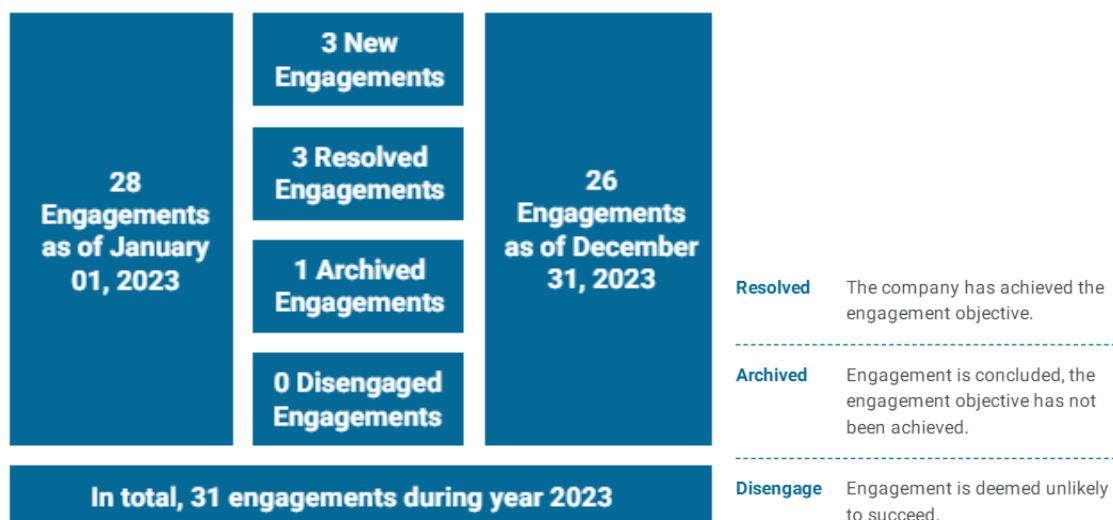 28
Engagements
as of January
01, 2023
3 New
Engagements
3 Resolved
Engagements
1 Archived
Engagements
0 Disengaged
Engagements
26
Engagements
as of December
31, 2023
In total, 31 engagements during year 2023
Resolved The company has achieved the
engagement objective.
Archived Engagement is concluded, the
engagement objective has not
been achieved.
Disengage Engagement is deemed unlikely
to succeed.